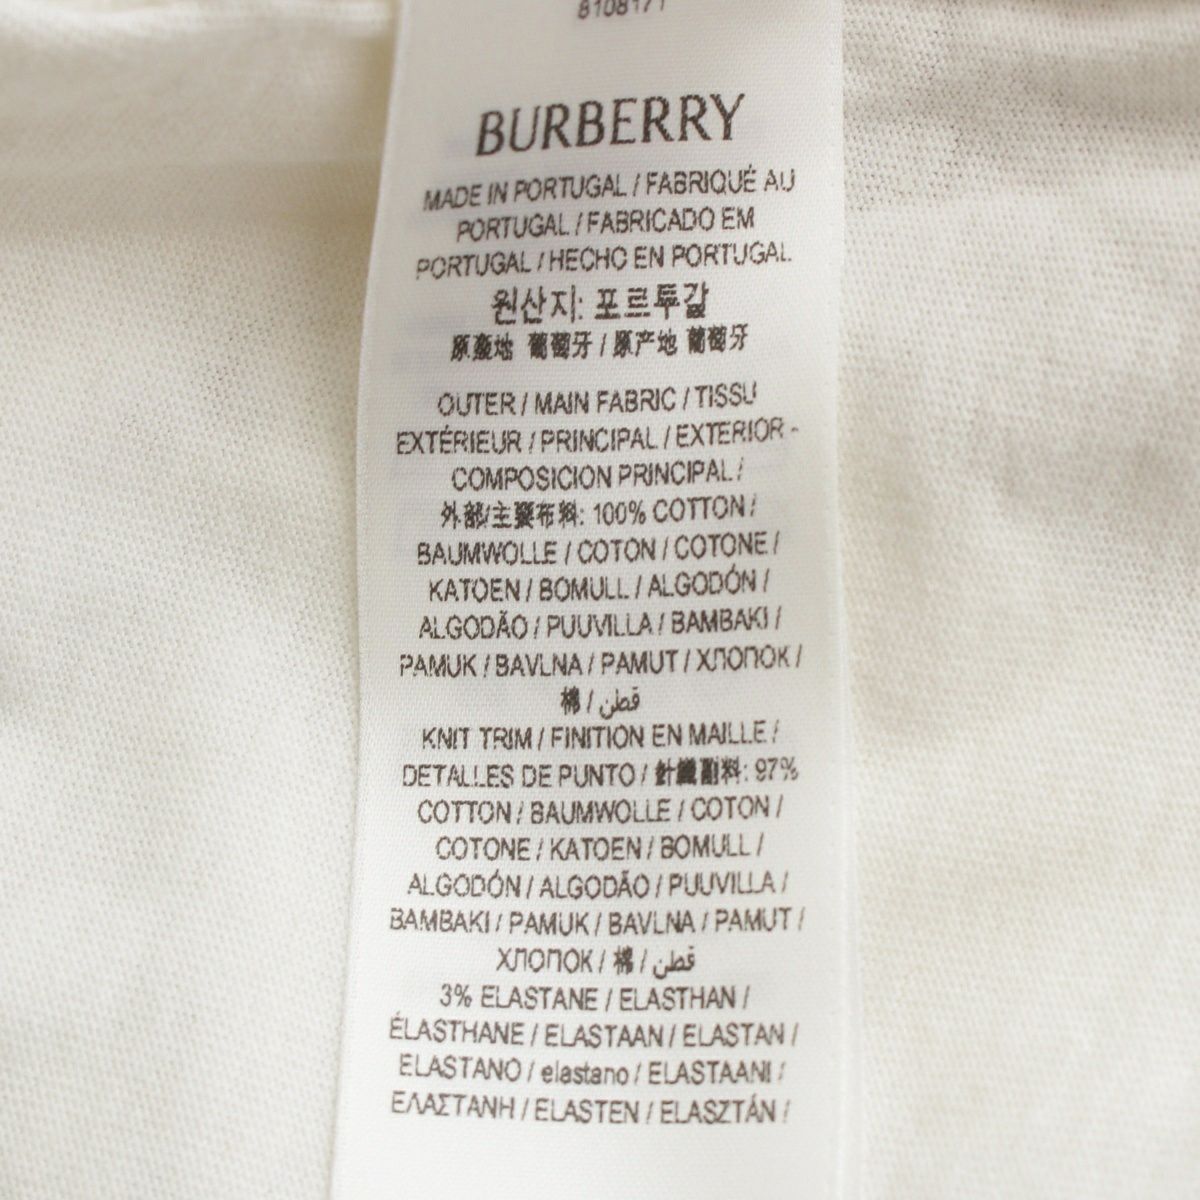 8108171
BURBERRY
MADE IN PORTUGAL / FABRIQUÉ AU
PORTUGAL / FABRICADO EM
PORTUGAL / HECHO EN PORTUGAL
원산지: 포르투갈
原產地 葡萄牙 / 原产地 葡萄牙
OUTER / MAIN FABRIC / TISSU
EXTÉRIEUR / PRINCIPAL / EXTERIOR -
COMPOSICION PRINCIPAL /
外部/主要布料: 100% COTTON /
BAUMWOLLE / COTON / COTONE /
KATOEN / BOMULL / ALGODÓN /
ALGODÃO / PUUVILLA / BAMBAKI /
PAMUK / BAVLNA / PAMUT / ХЛОПОК /
棉 / قطن
KNIT TRIM / FINITION EN MAILLE /
DETALLES DE PUNTO / 針織副料: 97%
COTTON / BAUMWOLLE / COTON /
COTONE / KATOEN / BOMULL /
ALGODÓN / ALGODÃO / PUUVILLA /
BAMBAKI / PAMUK / BAVLNA / PAMUT /
ХЛОПОК / 棉 / قطن
3% ELASTANE / ELASTHAN /
ÉLASTHANE / ELASTAAN / ELASTAN /
ELASTANO / elastano / ELASTAANI /
ΕΛΑΣΤΑΝΗ / ELASTEN / ELASZTÁN /